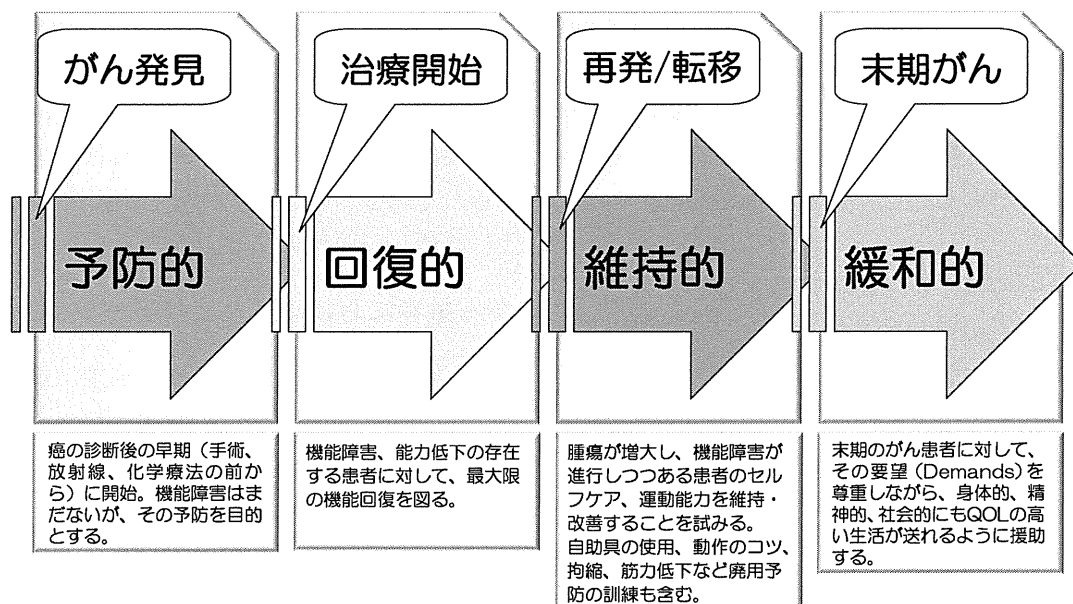 がん発見
治療開始
再発/転移
末期がん
予防的
回復的
維持的
緩和的
癌の診断後の早期（手術、
放射線、化学療法の前か
ら）に開始。機能障害はま
だないが、その予防を目的
とする。
機能障害、能力低下の存在
する患者に対して、最大限
の機能回復を図る。
腫瘍が増大し、機能障害が
進行しつつある患者のセル
フケア、運動能力を維持・
改善することを試みる。
自助具の使用、動作のコツ、
拘縮、筋力低下など廃用予
防の訓練も含む。
末期のがん患者に対して、
その要望（Demands）を
尊重しながら、身体的、精
神的、社会的にもQOLの高
い生活が送れるように援助
する。